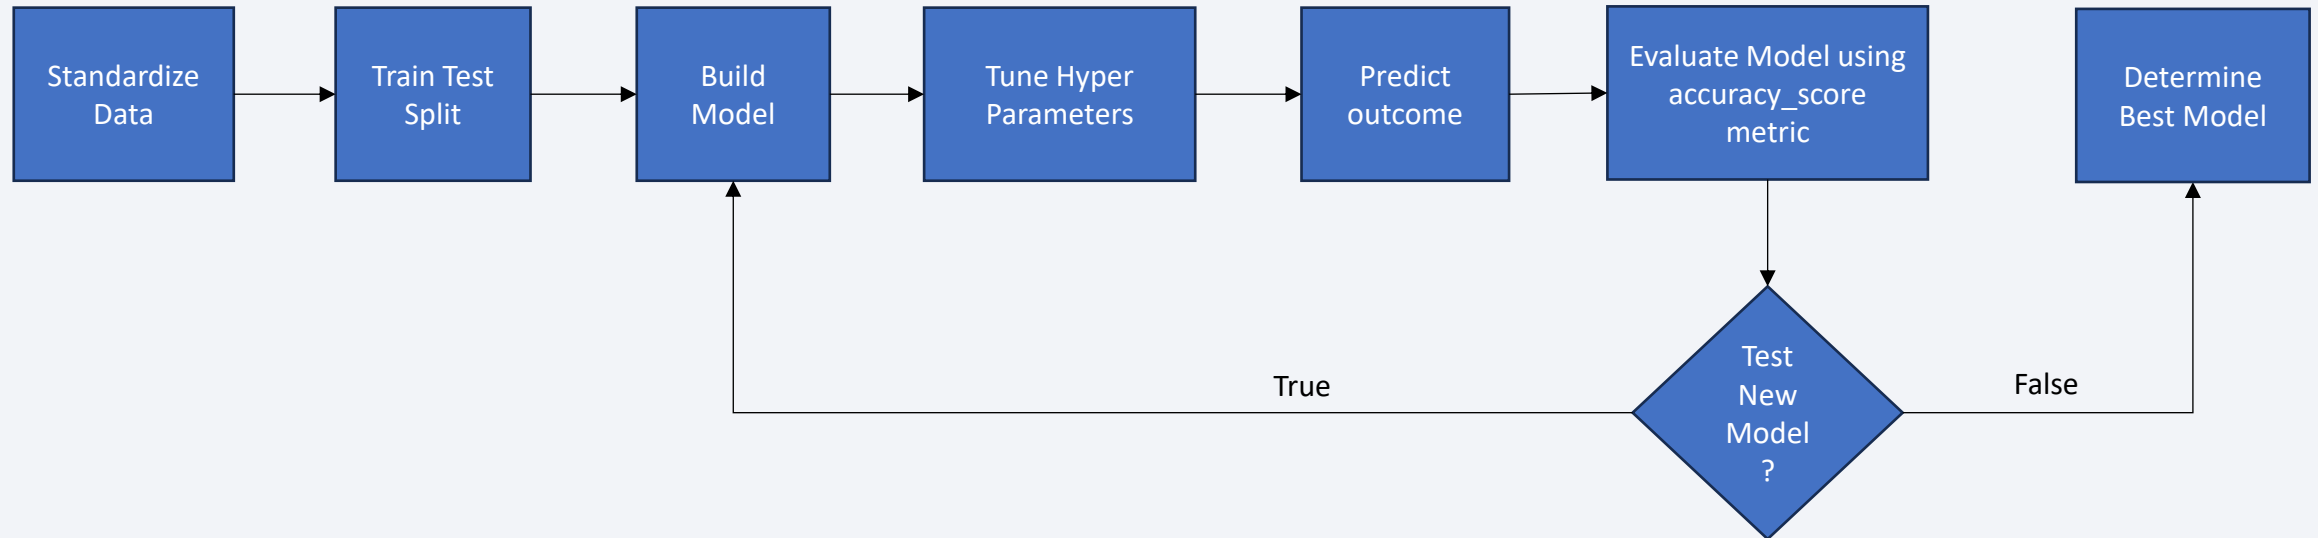 Standardize
Data
Train Test
Split
Build
Model
Tune Hyper
Parameters
Predict
outcome
Evaluate Model using
accuracy_score
metric
Determine
Best Model
Test
New
Model
?
True
False